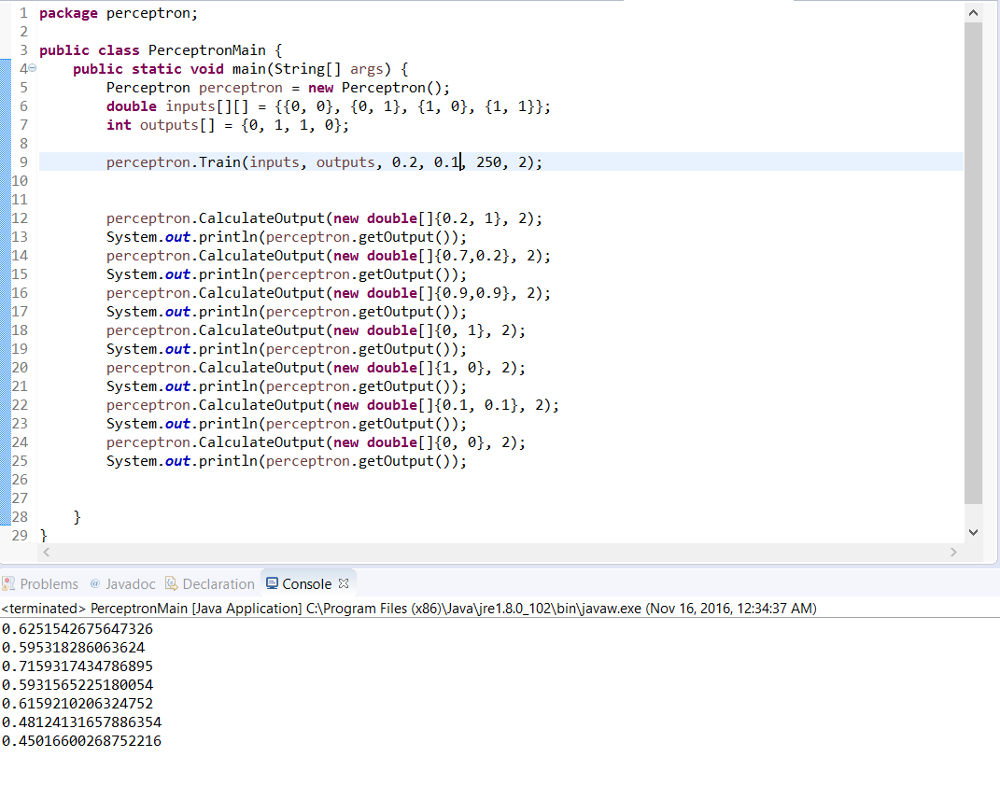 1 package perceptron;
2
3 public class PerceptronMain {
4 public static void main(String[] args) {
5 Perceptron perceptron = new Perceptron();
6 double inputs[][] = {{0, 0}, {0, 1}, {1, 0}, {1, 1}};
7 int outputs[] = {0, 1, 1, 0};
8
9 perceptron.Train(inputs, outputs, 0.2, 0.1, 250, 2);
10
11
12 perceptron.CalculateOutput(new double[]{0.2, 1}, 2);
13 System.out.println(perceptron.getOutput());
14 perceptron.CalculateOutput(new double[]{0.7,0.2}, 2);
15 System.out.println(perceptron.getOutput());
16 perceptron.CalculateOutput(new double[]{0.9,0.9}, 2);
17 System.out.println(perceptron.getOutput());
18 perceptron.CalculateOutput(new double[]{0, 1}, 2);
19 System.out.println(perceptron.getOutput());
20 perceptron.CalculateOutput(new double[]{1, 0}, 2);
21 System.out.println(perceptron.getOutput());
22 perceptron.CalculateOutput(new double[]{0.1, 0.1}, 2);
23 System.out.println(perceptron.getOutput());
24 perceptron.CalculateOutput(new double[]{0, 0}, 2);
25 System.out.println(perceptron.getOutput());
26
27
28 }
29 }
Problems @ Javadoc Declaration Console
<terminated> PerceptronMain [Java Application] C:\Program Files (x86)\Java\jre1.8.0_102\bin\javaw.exe (Nov 16, 2016, 12:34:37 AM)
0.6251542675647326
0.595318286063624
0.7159317434786895
0.5931565225180054
0.6159210206324752
0.48124131657886354
0.45016600268752216